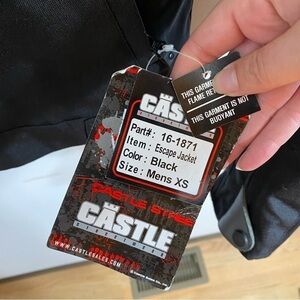 CASTLE
Part#: 16-1871
Item: Escape Jacket
Color: Black
Size: Mens XS
THIS GARMENT IS NOT
BUOYANT
CASTLE
WWW.CASTLESALES.COM